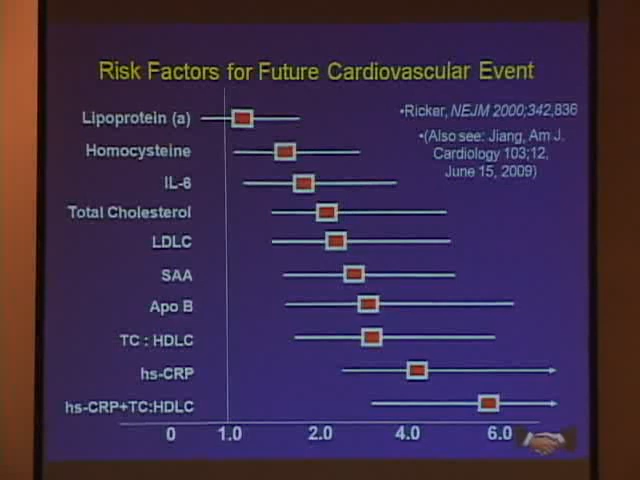 Risk Factors for Future Cardiovascular Event
•Ricker, NEJM 2000;342,836
•(Also see: Jiang, Am J.
Cardiology 103;12,
June 15, 2009)
Lipoprotein (a)
Homocysteine
IL-6
Total Cholesterol
LDLC
SAA
Apo B
TC : HDLC
hs-CRP
hs-CRP+TC:HDLC
0 1.0 2.0 4.0 6.0